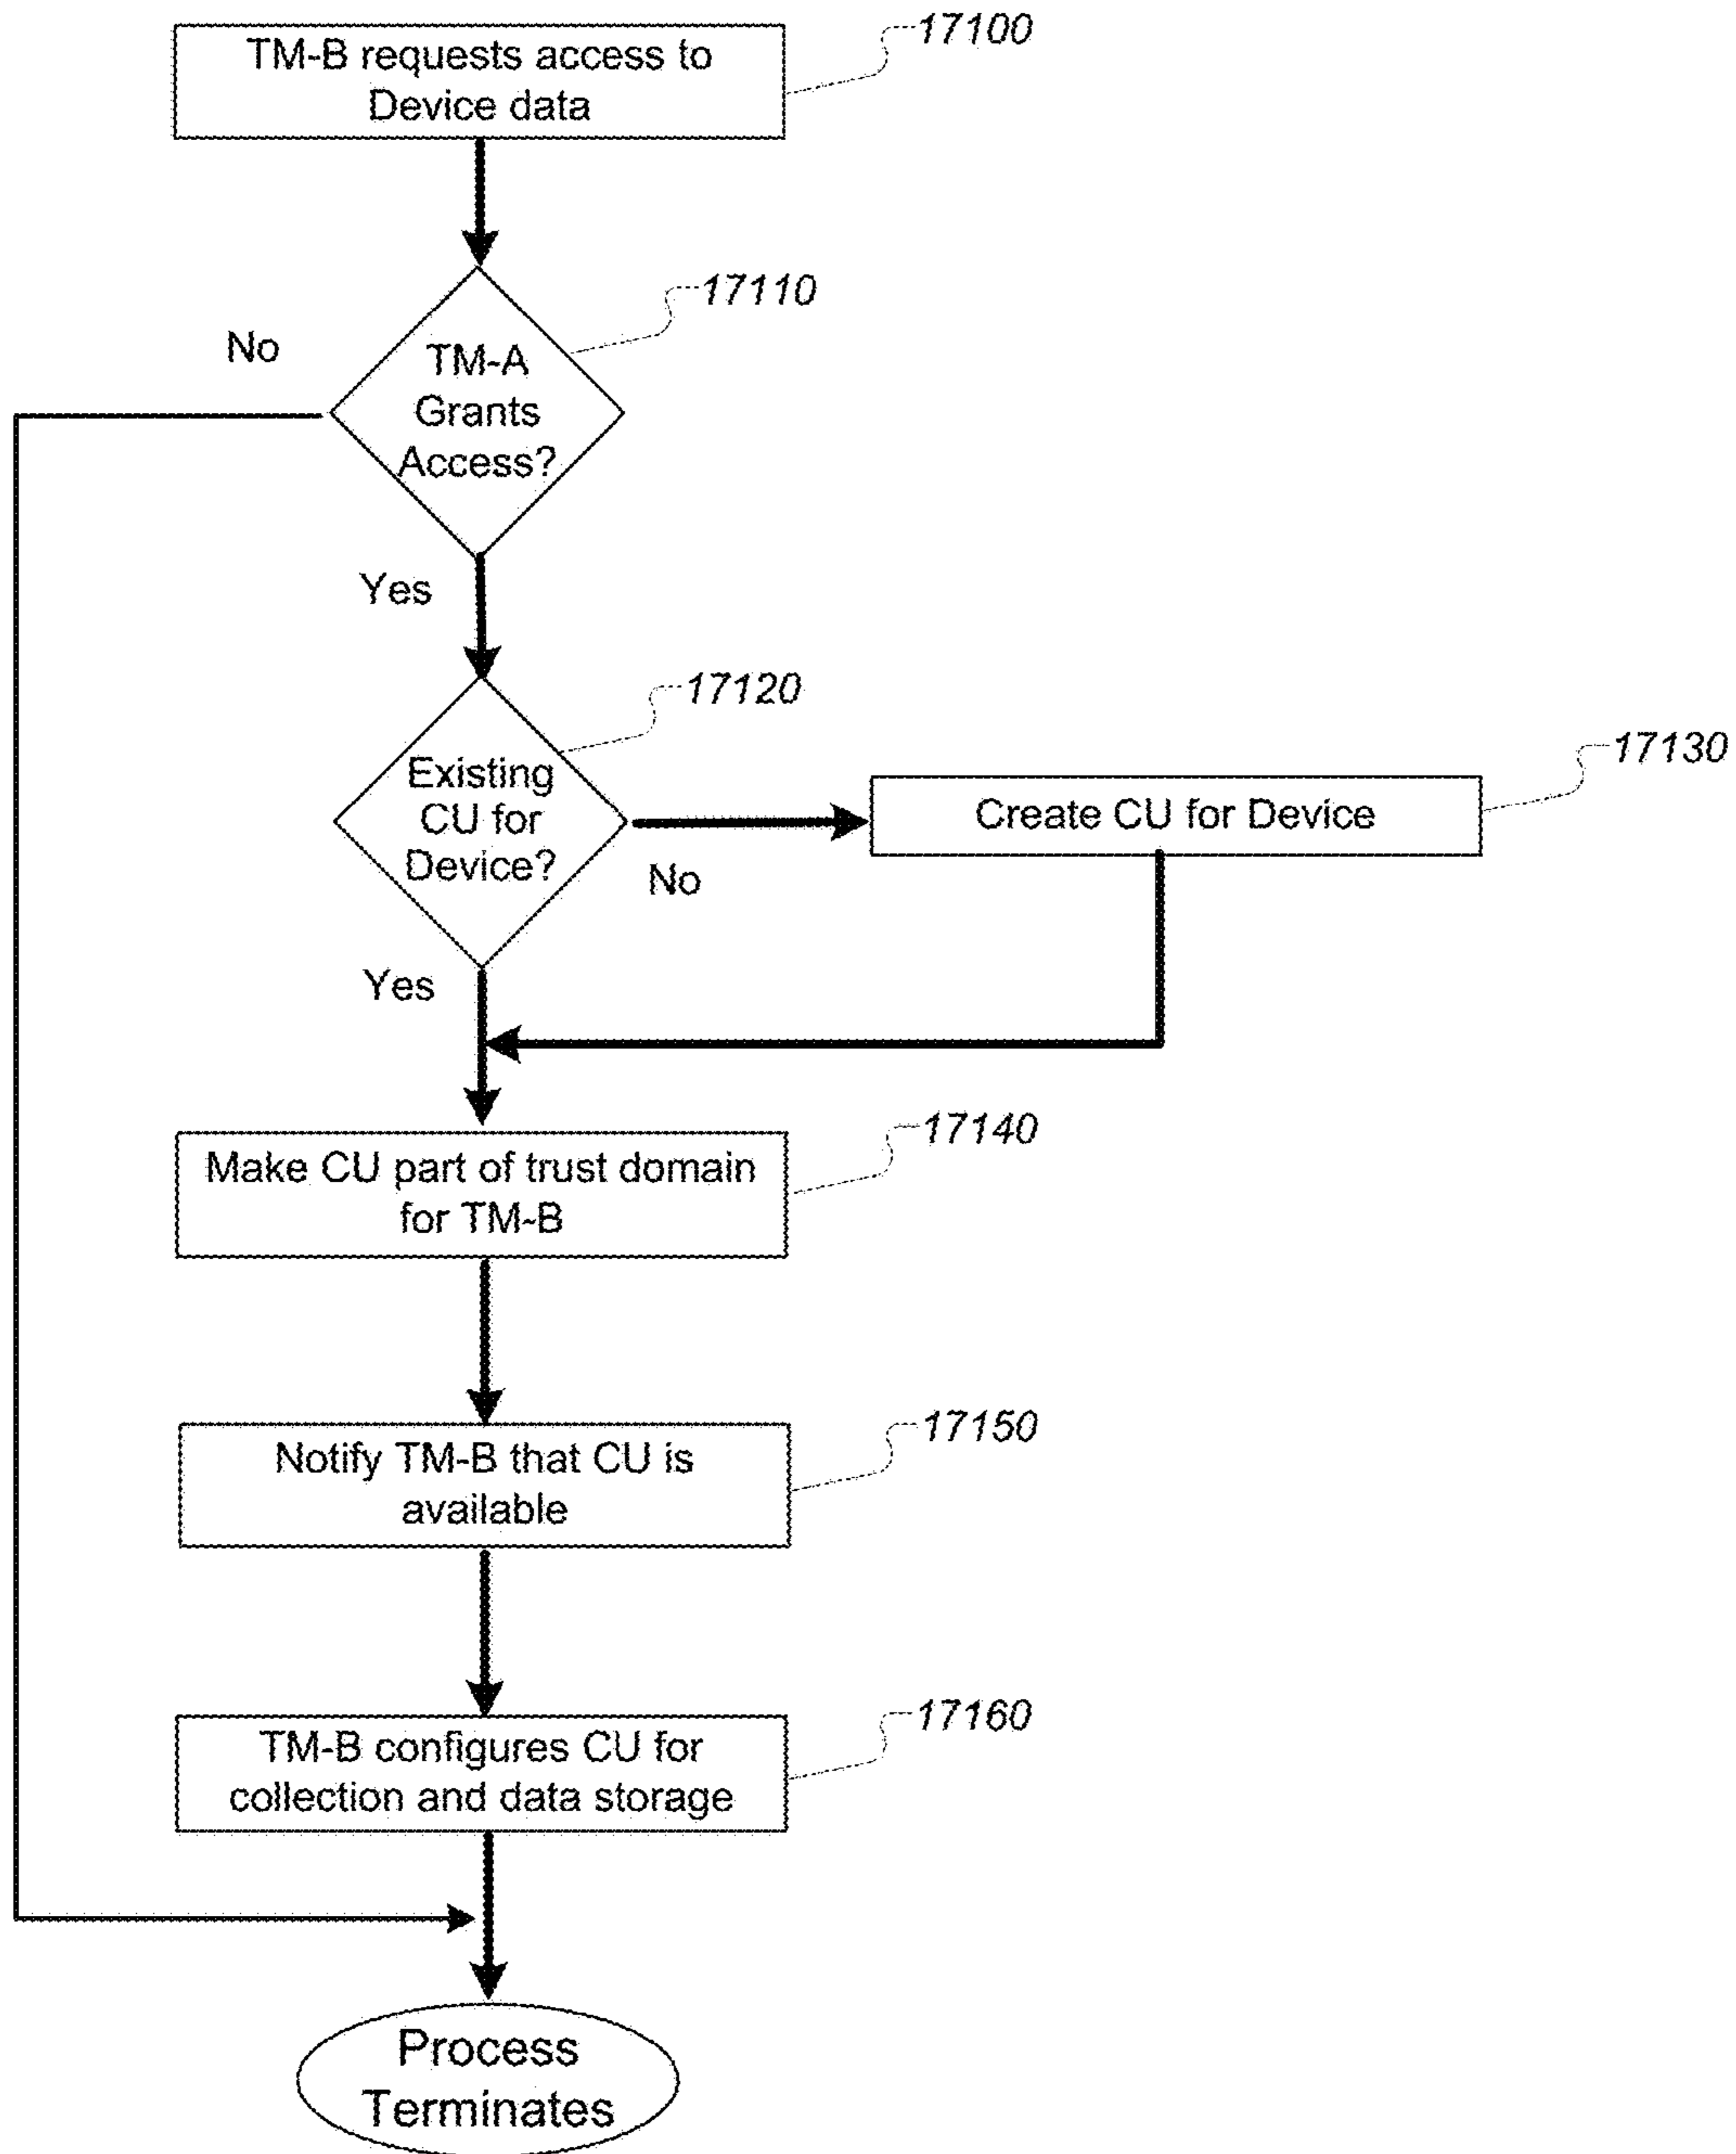 17100
TM-B requests access to
Device data
17110
No
TM-A
Grants
Access?
Yes
17120
Existing
CU for
Device?
17130
Create CU for Device
No
Yes
17140
Make CU part of trust domain
for TM-B
17150
Notify TM-B that CU is
available
17160
TM-B configures CU for
collection and data storage
Process
Terminates